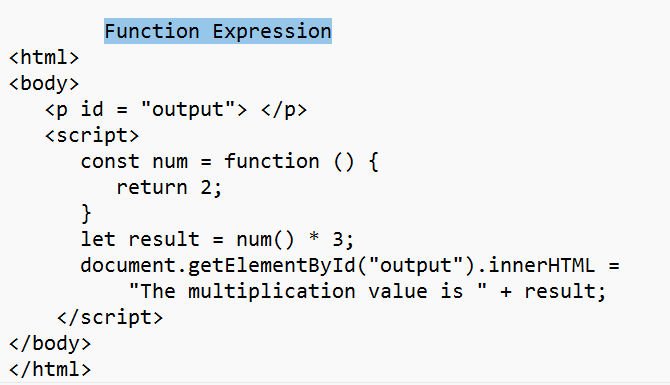 Function Expression
<html>
<body>
<p id = "output"> </p>
<script>
const num = function () {
return 2;
}
let result = num() * 3;
document.getElementById("output").innerHTML =
"The multiplication value is " + result;
</script>
</body>
</html>